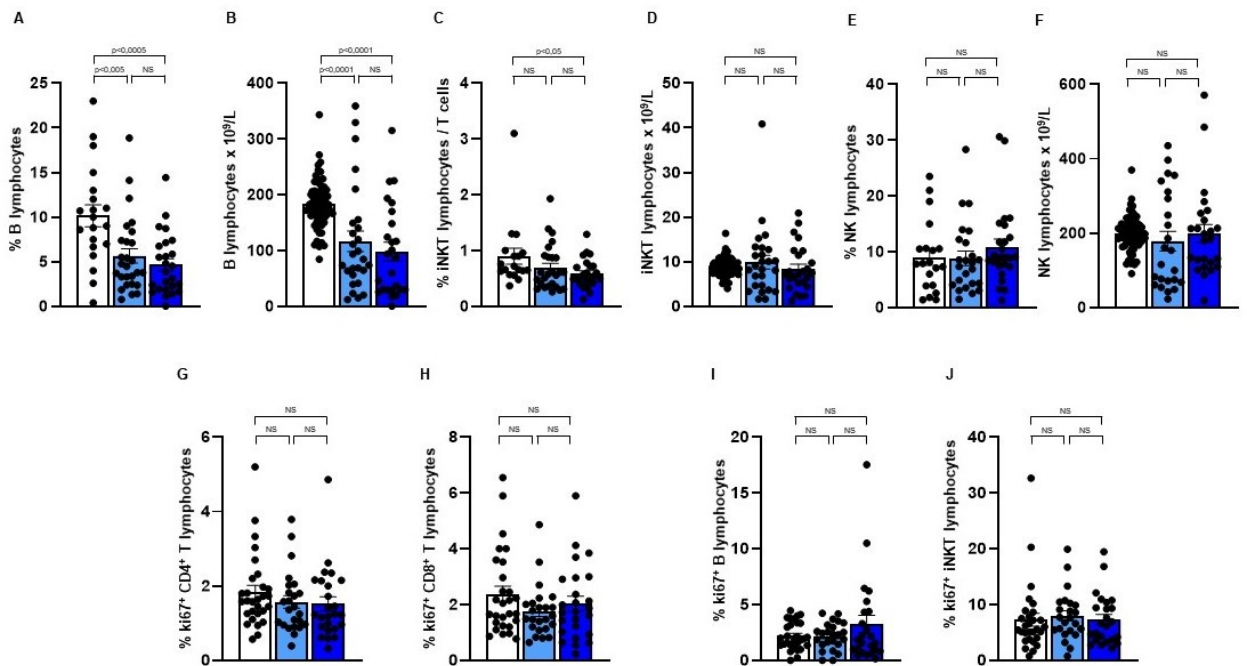 A
B
C
D
E
F
p<0,0005
p<0,005
NS
% B lymphocytes
25
20
15
10
5
0
p<0,0001
p<0,0001
NS
B lymphocytes x 10⁹/L
400
300
200
100
0
p<0,05
NS
NS
% iNKT lymphocytes / T cells
4
3
2
1
0
NS
NS
NS
iNKT lymphocytes x 10⁹/L
50
40
30
20
10
0
NS
NS
NS
% NK lymphocytes
40
30
20
10
0
NS
NS
NS
NK lymphocytes x 10⁹/L
600
400
200
0
G
H
I
J
NS
NS
NS
% ki67⁺ CD4⁺ T lymphocytes
6
4
2
0
NS
NS
NS
% ki67⁺ CD8⁺ T lymphocytes
8
6
4
2
0
NS
NS
NS
% ki67⁺ B lymphocytes
20
15
10
5
0
NS
NS
NS
% ki67⁺ iNKT lymphocytes
40
30
20
10
0